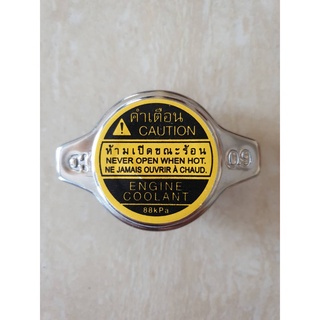 คำเตือน
CAUTION
ห้ามเปิดขณะร้อน
NEVER OPEN WHEN HOT.
NE JAMAIS OUVRIR À CHAUD.
ENGINE
COOLANT
88kPa